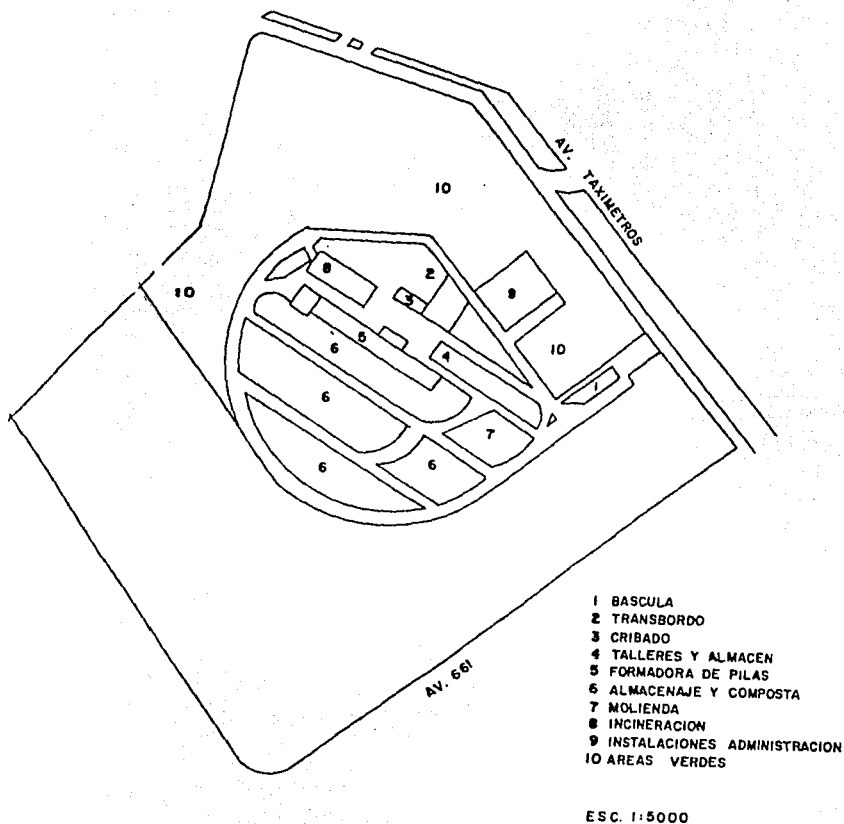 AV. TAXIMETROS
10
10
8
2
3
9
5
4
10
6
1
6
7
6
6
AV. 661
1 BASCULA
2 TRANSBORDO
3 CRIBADO
4 TALLERES Y ALMACEN
5 FORMADORA DE PILAS
6 ALMACENAJE Y COMPOSTA
7 MOLIENDA
8 INCINERACION
9 INSTALACIONES ADMINISTRACION
10 AREAS VERDES
ESC. 1:5000